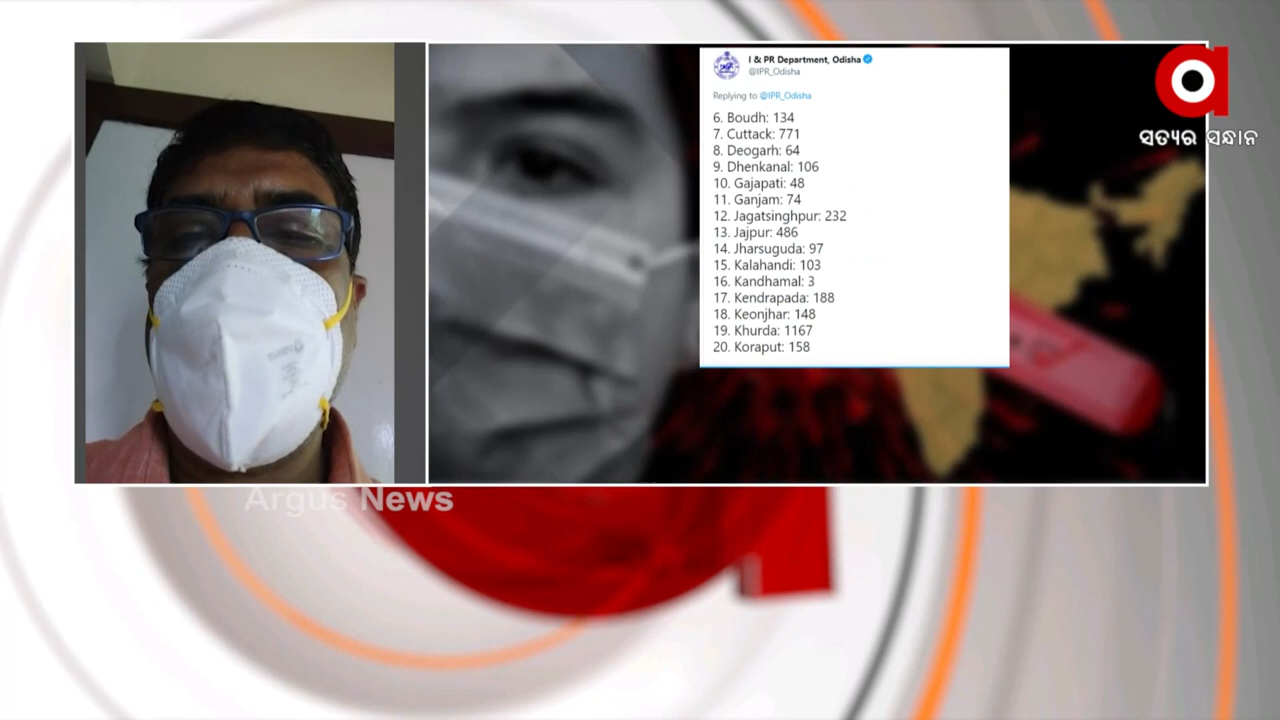 I & PR Department, Odisha
@IPR_Odisha
Replying to @IPR_Odisha
6. Boudh: 134
7. Cuttack: 771
8. Deogarh: 64
9. Dhenkanal: 106
10. Gajapati: 48
11. Ganjam: 74
12. Jagatsinghpur: 232
13. Jajpur: 486
14. Jharsuguda: 97
15. Kalahandi: 103
16. Kandhamal: 3
17. Kendrapada: 188
18. Keonjhar: 148
19. Khurda: 1167
20. Koraput: 158
ସତ୍ୟର ସନ୍ଧାନ
Argus News